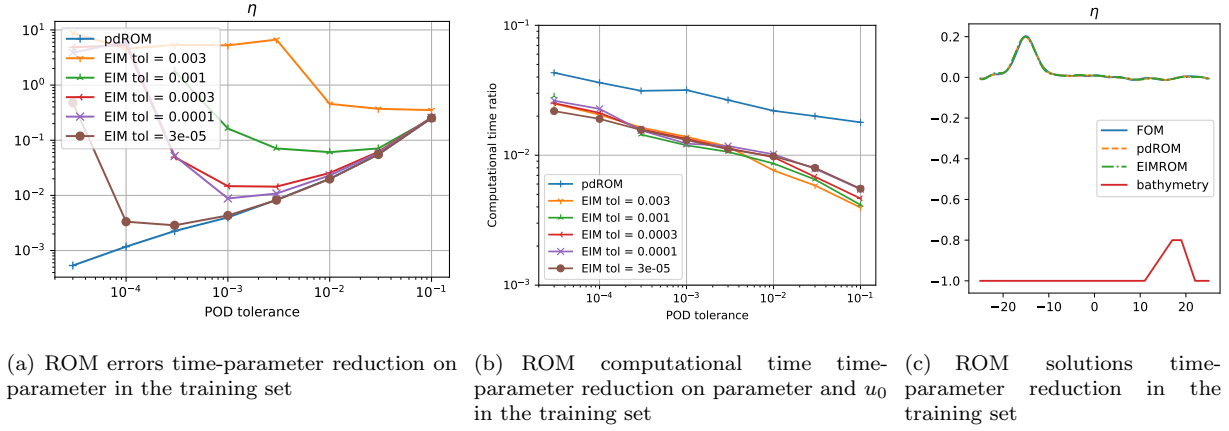 η
10¹
10⁰
10⁻¹
10⁻²
10⁻³
10⁻⁴
10⁻³
10⁻²
10⁻¹
POD tolerance
pdROM
EIM tol = 0.003
EIM tol = 0.001
EIM tol = 0.0003
EIM tol = 0.0001
EIM tol = 3e-05
(a) ROM errors time-parameter reduction on
parameter in the training set
10⁻¹
10⁻²
10⁻³
Computational time ratio
10⁻⁴
10⁻³
10⁻²
10⁻¹
POD tolerance
pdROM
EIM tol = 0.003
EIM tol = 0.001
EIM tol = 0.0003
EIM tol = 0.0001
EIM tol = 3e-05
(b) ROM computational time time-
parameter reduction on parameter and u₀
in the training set
η
0.2
0.0
−0.2
−0.4
−0.6
−0.8
−1.0
−20
−10
0
10
20
FOM
pdROM
EIMROM
bathymetry
(c) ROM solutions time-
parameter reduction in the
training set